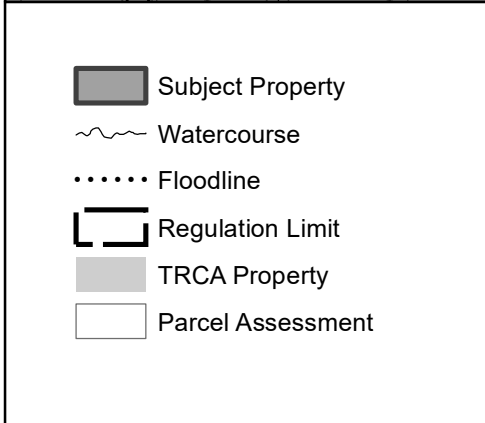 Subject Property
Watercourse
Floodline
Regulation Limit
TRCA Property
Parcel Assessment